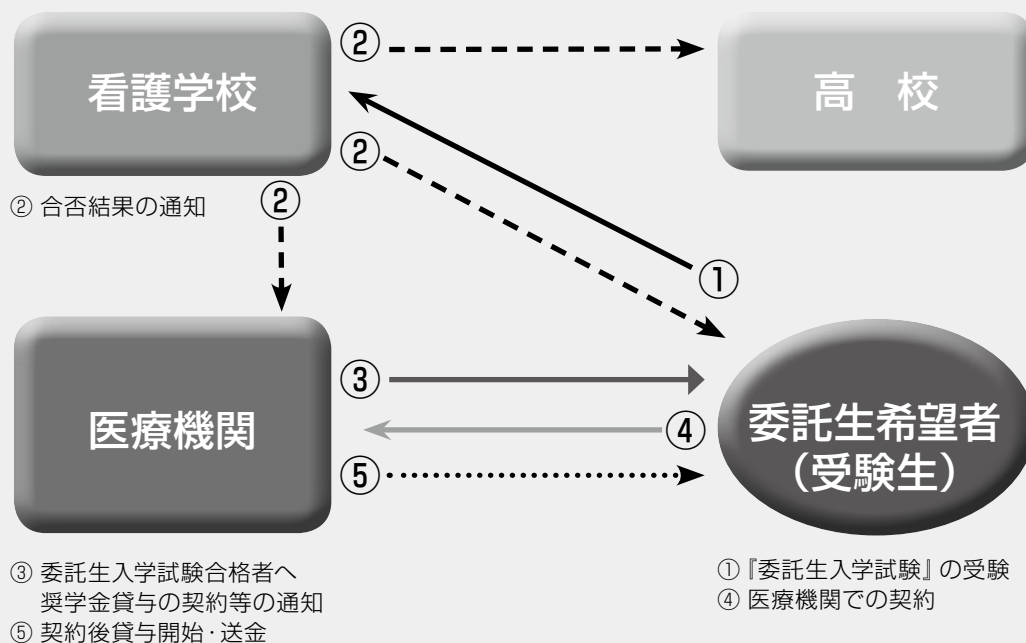 看護学校
②
高 校
②
② 合否結果の通知
②
①
医療機関
③
④
⑤
委託生希望者
（受験生）
③ 委託生入学試験合格者へ
奨学金貸与の契約等の通知
⑤ 契約後貸与開始・送金
①『委託生入学試験』の受験
④ 医療機関での契約